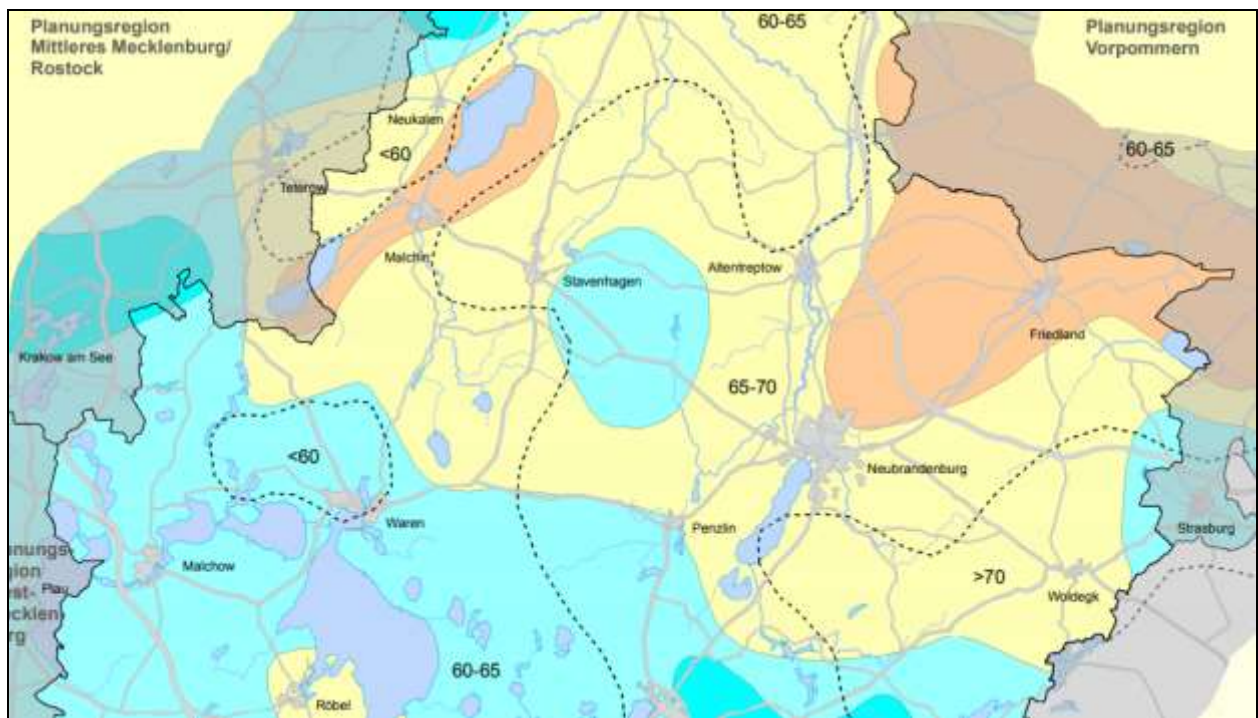 Planungsregion
Mittleres Mecklenburg/
Rostock
60-65
Planungsregion
Vorpommern
Neukalen
<60
60-65
Teterow
Malchin
Stavenhagen
Altentreptow
Krakow am See
Friedland
65-70
<60
Neubrandenburg
Waren
Penzlin
Strasburg
Malchow
>70
Woldegk
Plau
60-65
Röbel